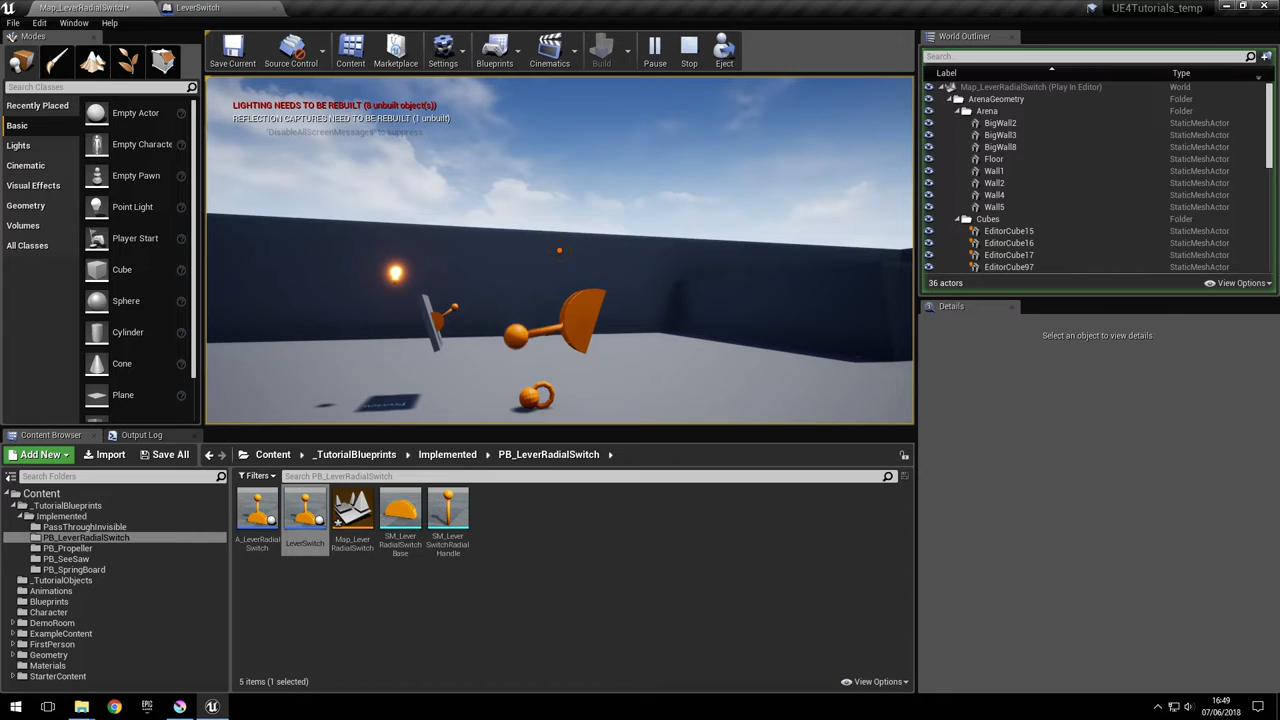 Map_LeverRadialSwitch*
LeverSwitch
UE4Tutorials_temp
File Edit Window Help
Modes
Search Classes
Recently Placed
Basic
Lights
Cinematic
Visual Effects
Geometry
Volumes
All Classes
Empty Actor
Empty Characte
Empty Pawn
Point Light
Player Start
Cube
Sphere
Cylinder
Cone
Plane
Save Current
Source Control
Content
Marketplace
Settings
Blueprints
Cinematics
Build
Pause
Stop
Eject
LIGHTING NEEDS TO BE REBUILT (8 unbuilt object(s))
REFLECTION CAPTURES NEED TO BE REBUILT (1 unbuilt)
'DisableAllScreenMessages' to suppress
Preview
World Outliner
Search...
Label Type
Map_LeverRadialSwitch (Play In Editor) World
ArenaGeometry Folder
Arena Folder
BigWall2 StaticMeshActor
BigWall3 StaticMeshActor
BigWall8 StaticMeshActor
Floor StaticMeshActor
Wall1 StaticMeshActor
Wall2 StaticMeshActor
Wall4 StaticMeshActor
Wall5 StaticMeshActor
Cubes Folder
EditorCube15 StaticMeshActor
EditorCube16 StaticMeshActor
EditorCube17 StaticMeshActor
EditorCube97 StaticMeshActor
36 actors
View Options
Details
Select an object to view details.
Content Browser
Output Log
Add New
Import
Save All
Content
_TutorialBlueprints
Implemented
PB_LeverRadialSwitch
Search Folders
Content
_TutorialBlueprints
Implemented
PassThroughInvisible
PB_LeverRadialSwitch
PB_Propeller
PB_SeeSaw
PB_SpringBoard
_TutorialObjects
Animations
Blueprints
Character
DemoRoom
ExampleContent
FirstPerson
Geometry
Materials
StarterContent
Filters
Search PB_LeverRadialSwitch
A_LeverRadial
Switch
LeverSwitch
Map_Lever
RadialSwitch
SM_Lever
RadialSwitch
Base
SM_Lever
SwitchRadial
Handle
5 items (1 selected)
View Options
EPIC
16:49
07/06/2018